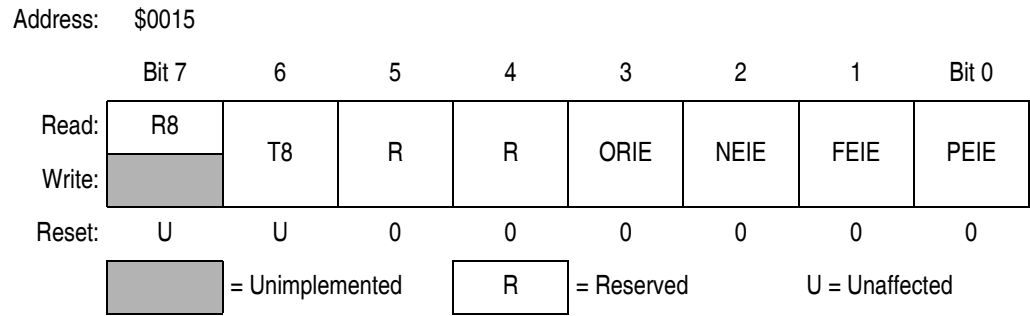 Address: $0015
Bit 7 6 5 4 3 2 1 Bit 0
Read: R8 T8 R R ORIE NEIE FEIE PEIE
Write:
Reset: U U 0 0 0 0 0 0
= Unimplemented R = Reserved U = Unaffected